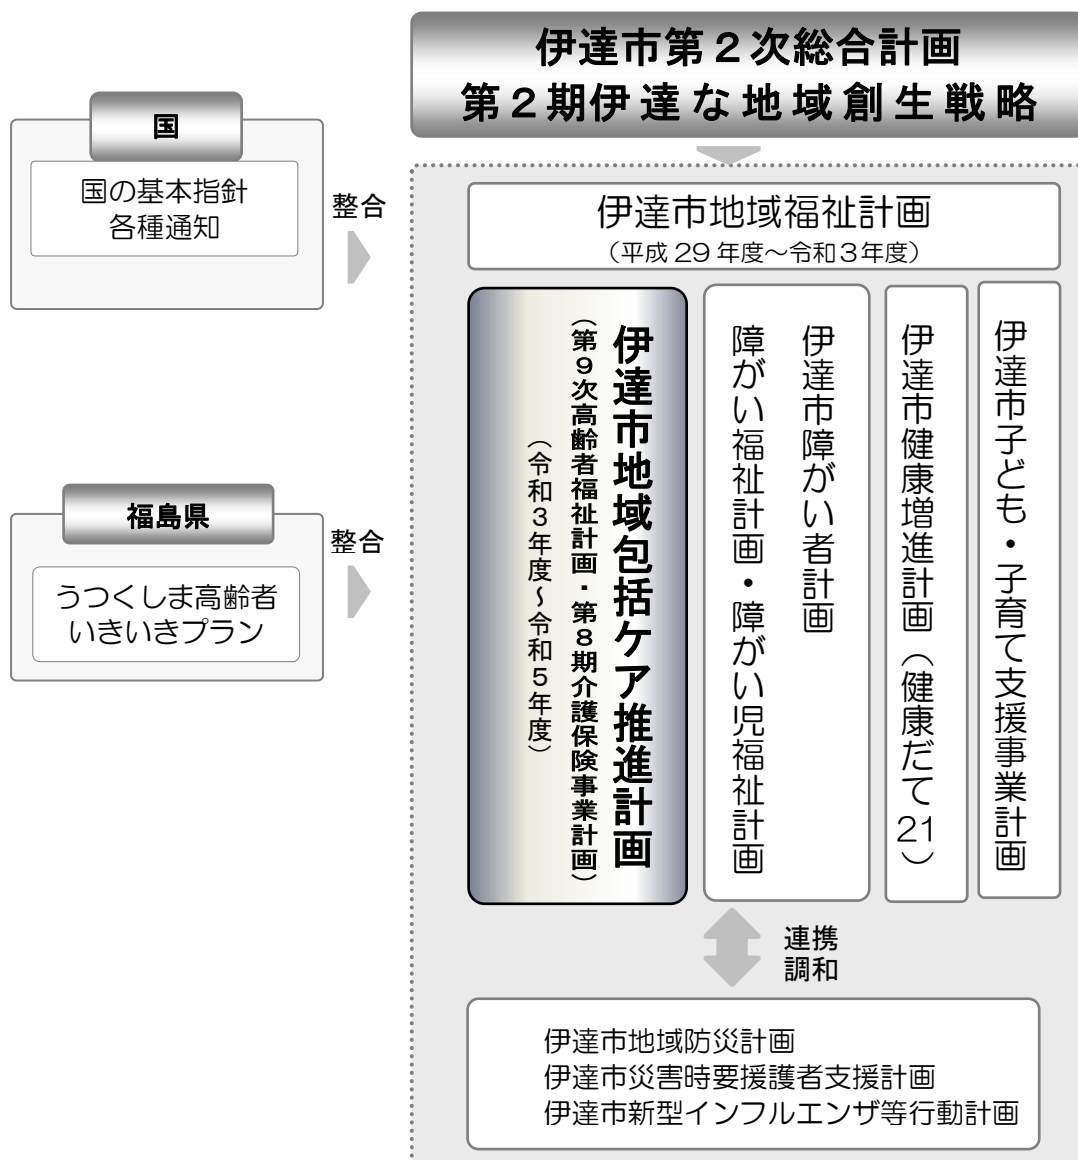 伊達市第2次総合計画
第2期伊達な地域創生戦略
国
国の基本指針
各種通知
整合
福島県
うつくしま高齢者
いきいきプラン
整合
伊達市地域福祉計画
（平成29年度～令和3年度）
伊達市地域包括ケア推進計画
（第9次高齢者福祉計画・第8期介護保険事業計画）
（令和3年度～令和5年度）
伊達市障がい者計画
障がい福祉計画・障がい児福祉計画
伊達市健康増進計画（健康だて21）
伊達市子ども・子育て支援事業計画
連携
調和
伊達市地域防災計画
伊達市災害時要援護者支援計画
伊達市新型インフルエンザ等行動計画